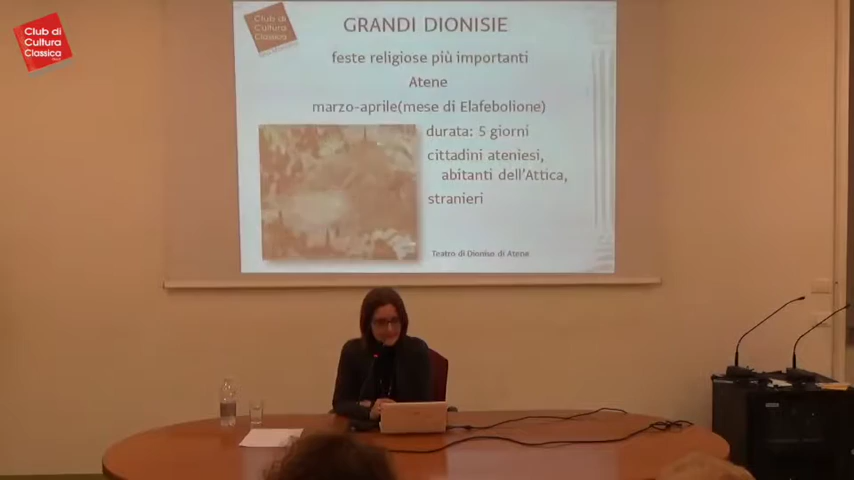 Club di
Cultura
Classica
Club di
Cultura
Classica
GRANDI DIONISIE
feste religiose più importanti
Atene
marzo-aprile(mese di Elafebolione)
durata: 5 giorni
cittadini ateniesi,
abitanti dell'Attica,
stranieri
Teatro di Dioniso di Atene